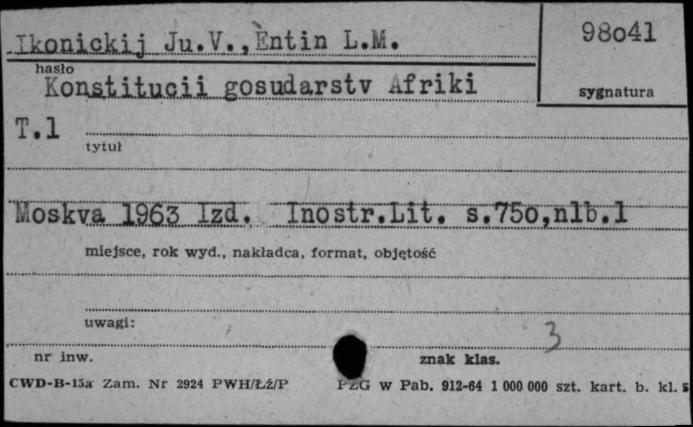 Ikonickij Ju.V., Èntin L.M.
98o41
hasło
sygnatura
Konstitucii gosudarstv Afriki
T.1
tytuł
Moskva 1963 Izd. Inostr.Lit. s.75o,nlb.1
miejsce, rok wyd., nakładca, format, objętość
uwagi:
3
nr inw.
znak klas.
CWD-B-15a Zam. Nr 2924 PWH/Łź/P PZG w Pab. 912-64 1 000 000 szt. kart. b. kl. 5